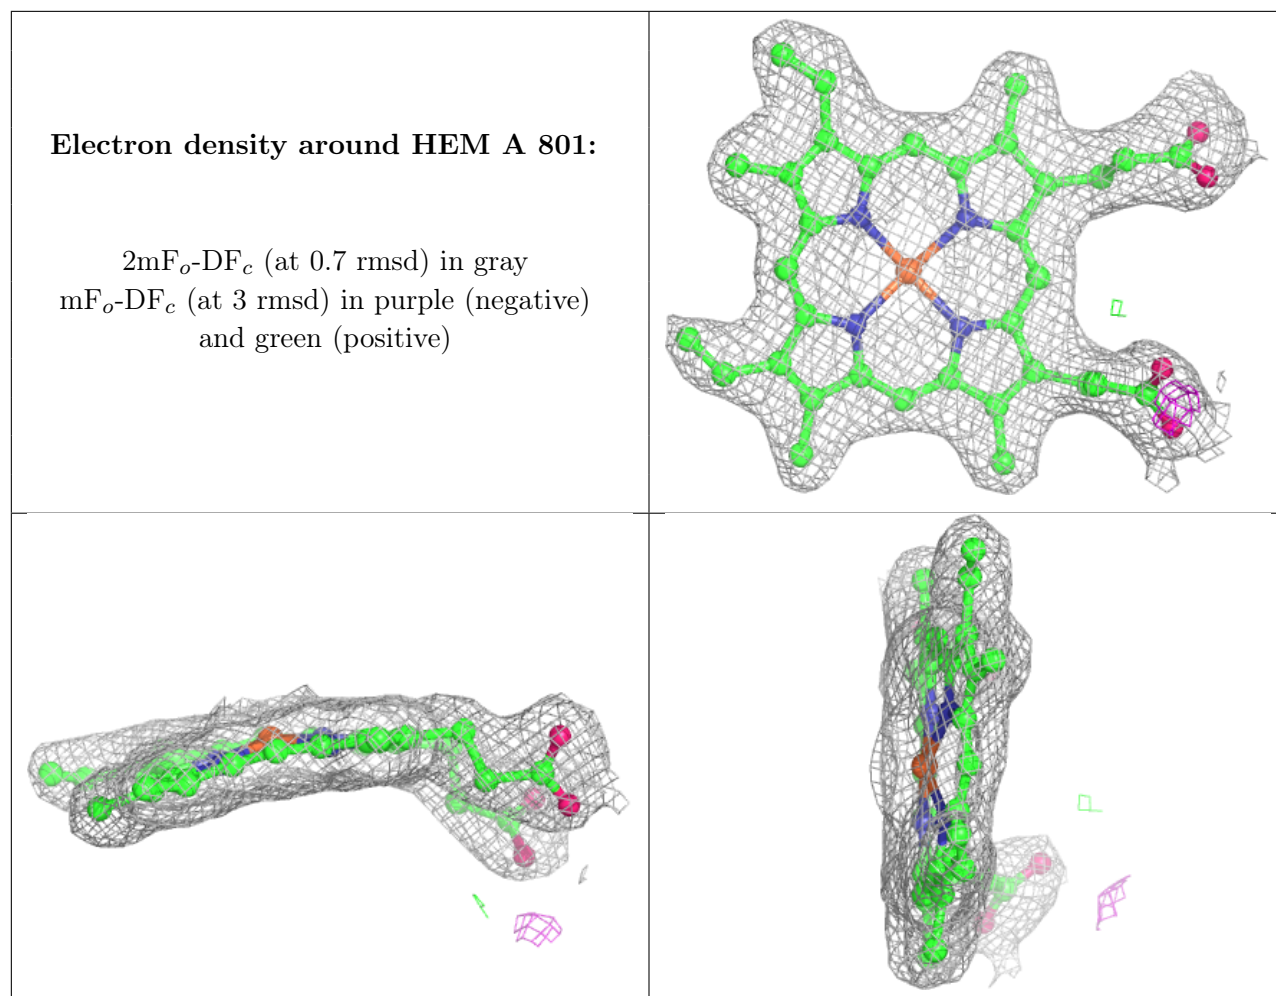 Electron density around HEM A 801:
2mFₒ-DF𝒸 (at 0.7 rmsd) in gray
mFₒ-DF𝒸 (at 3 rmsd) in purple (negative)
and green (positive)